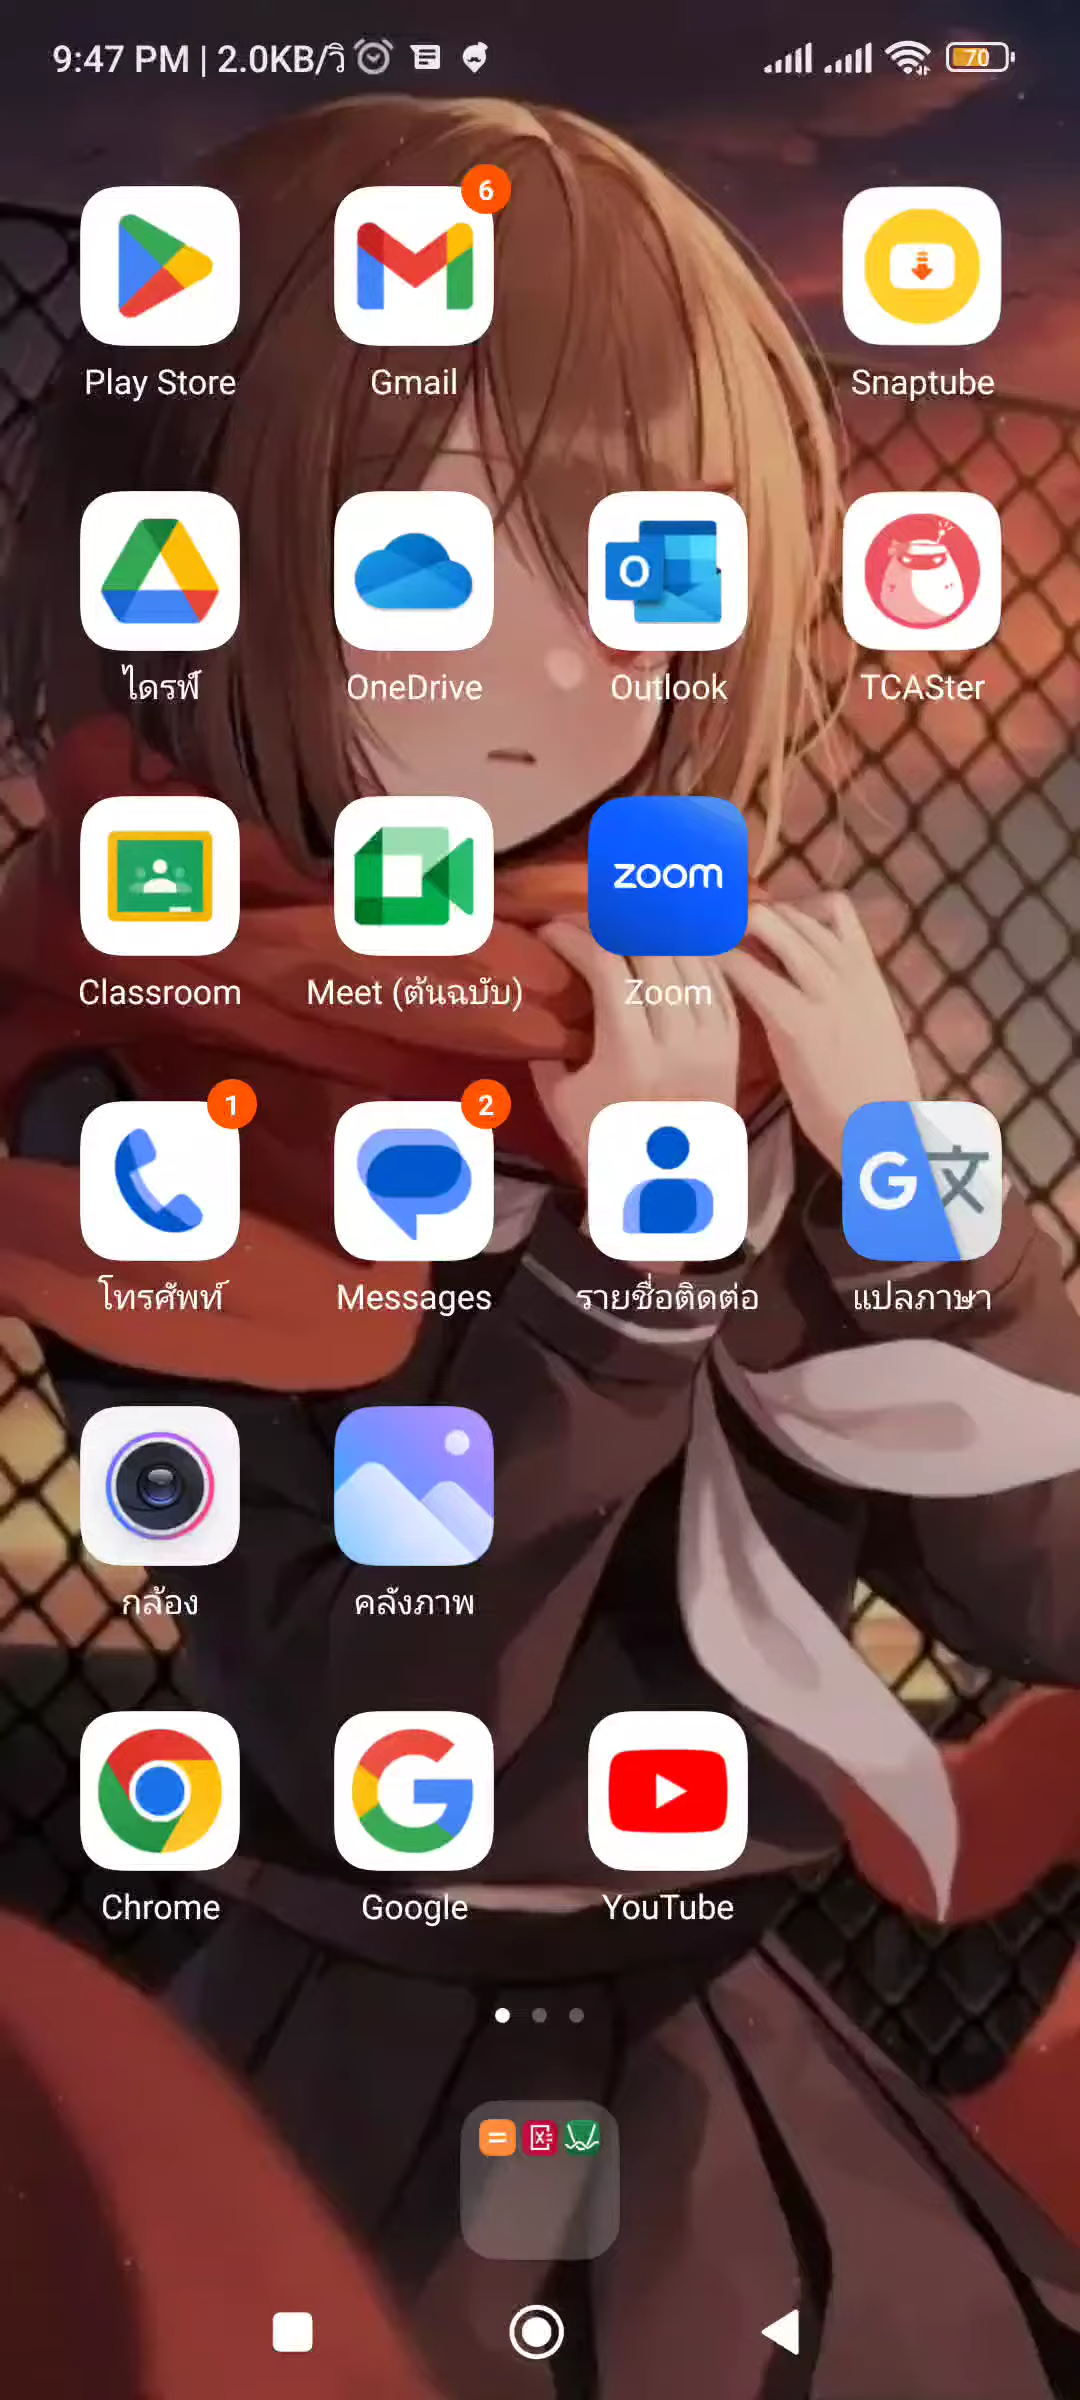 9:47 PM | 2.0KB/วิ
70
6
Play Store
Gmail
Snaptube
O
ไดรฟ์
OneDrive
Outlook
TCASter
zoom
Classroom
Meet (ต้นฉบับ)
Zoom
1
2
G文
โทรศัพท์
Messages
รายชื่อติดต่อ
แปลภาษา
กล้อง
คลังภาพ
G
Chrome
Google
YouTube